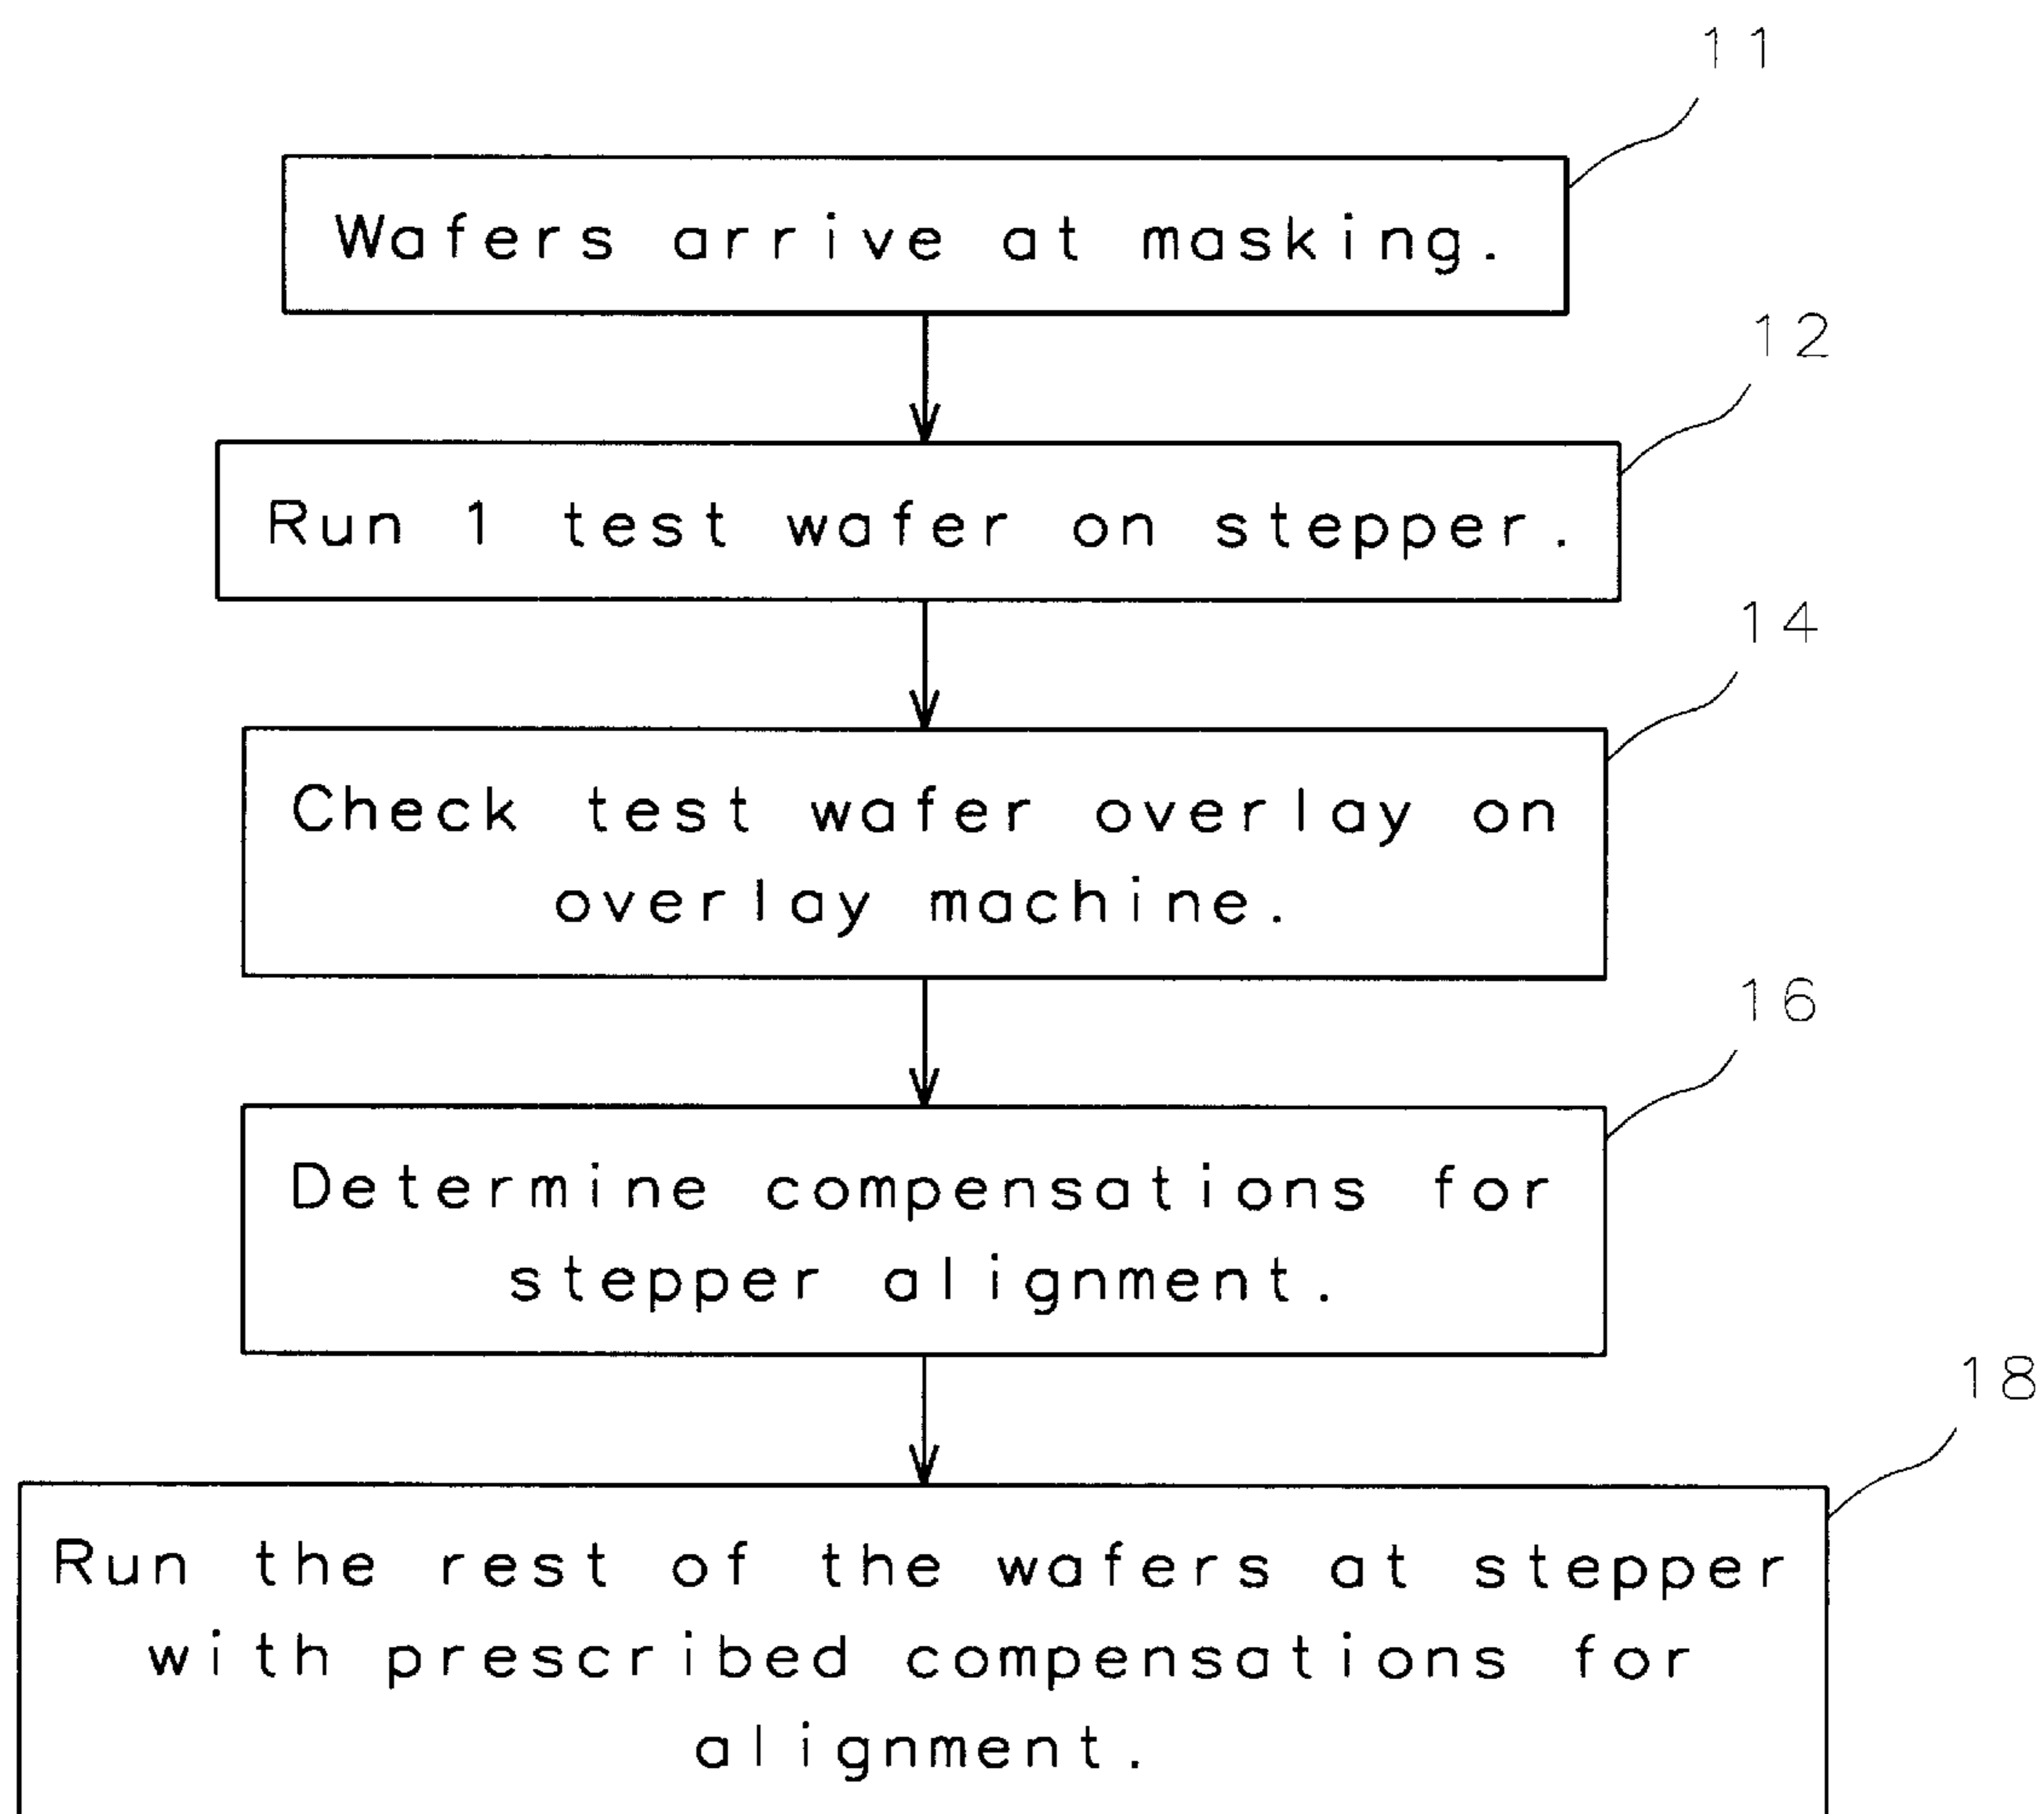 11
Wafers arrive at masking.
12
Run 1 test wafer on stepper.
14
Check test wafer overlay on
overlay machine.
16
Determine compensations for
stepper alignment.
18
Run the rest of the wafers at stepper
with prescribed compensations for
alignment.